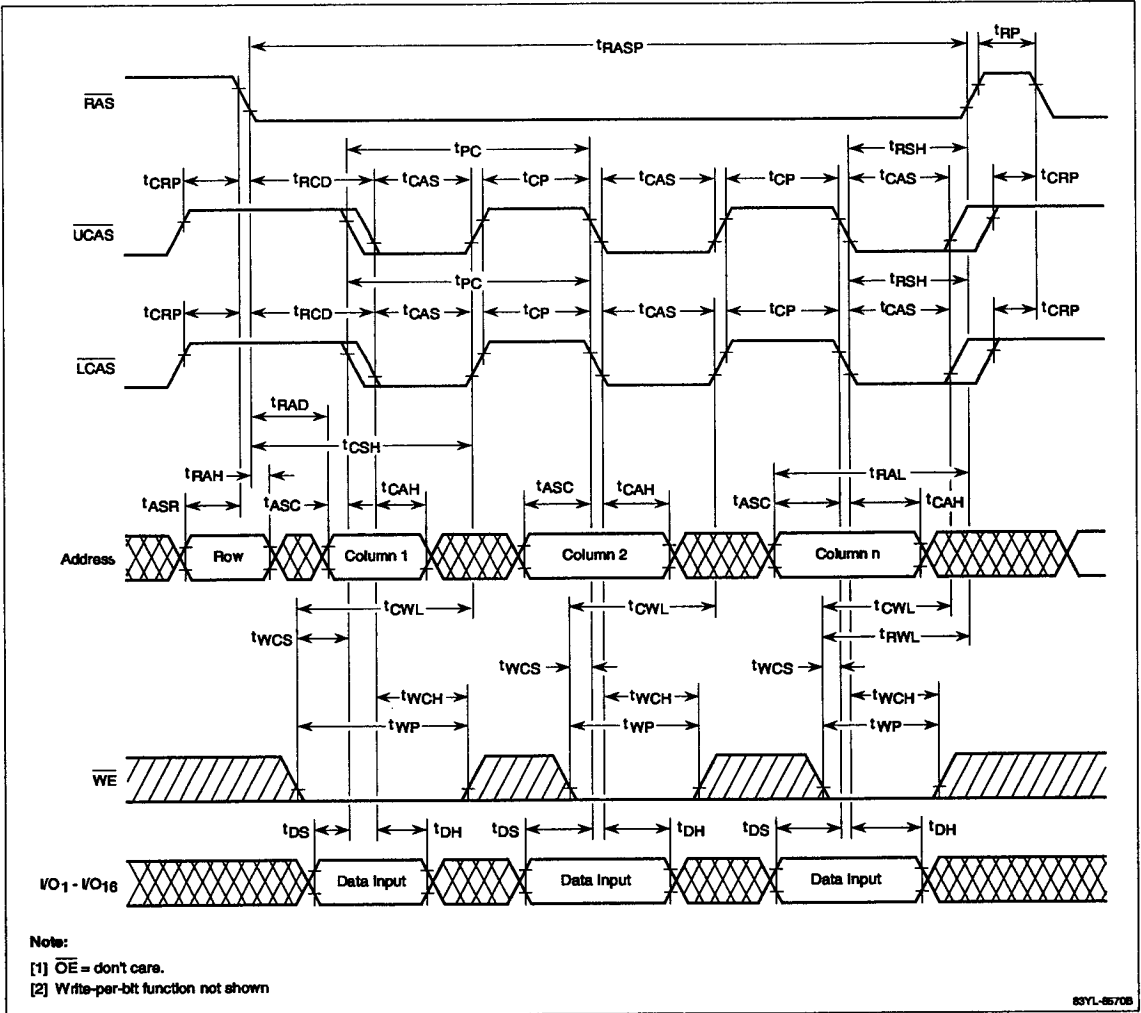 tRASP tRP
RAS
tPC tRSH
tCRP tRCD tCAS tCP tCAS tCP tCAS tCRP
UCAS
tPC tRSH
tCRP tRCD tCAS tCP tCAS tCP tCAS tCRP
LCAS
tRAD
tCSH
tRAH tRAL
tASR tASC tCAH tASC tCAH tASC tCAH
Address Row Column 1 Column 2 Column n
tCWL tCWL tCWL
tWCS tRWL
tWCS tWCS
tWCH tWCH tWCH
tWP tWP tWP
WE
tDS tDH tDS tDH tDS tDH
I/O1 - I/O16 Data Input Data Input Data Input
Note:
[1] OE = don't care.
[2] Write-per-bit function not shown
83YL-8570B